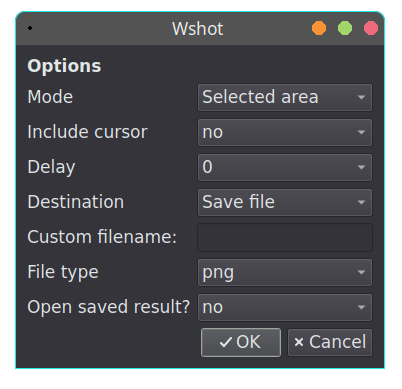 Wshot
Options
Mode Selected area
Include cursor no
Delay 0
Destination Save file
Custom filename:
File type png
Open saved result? no
OK Cancel